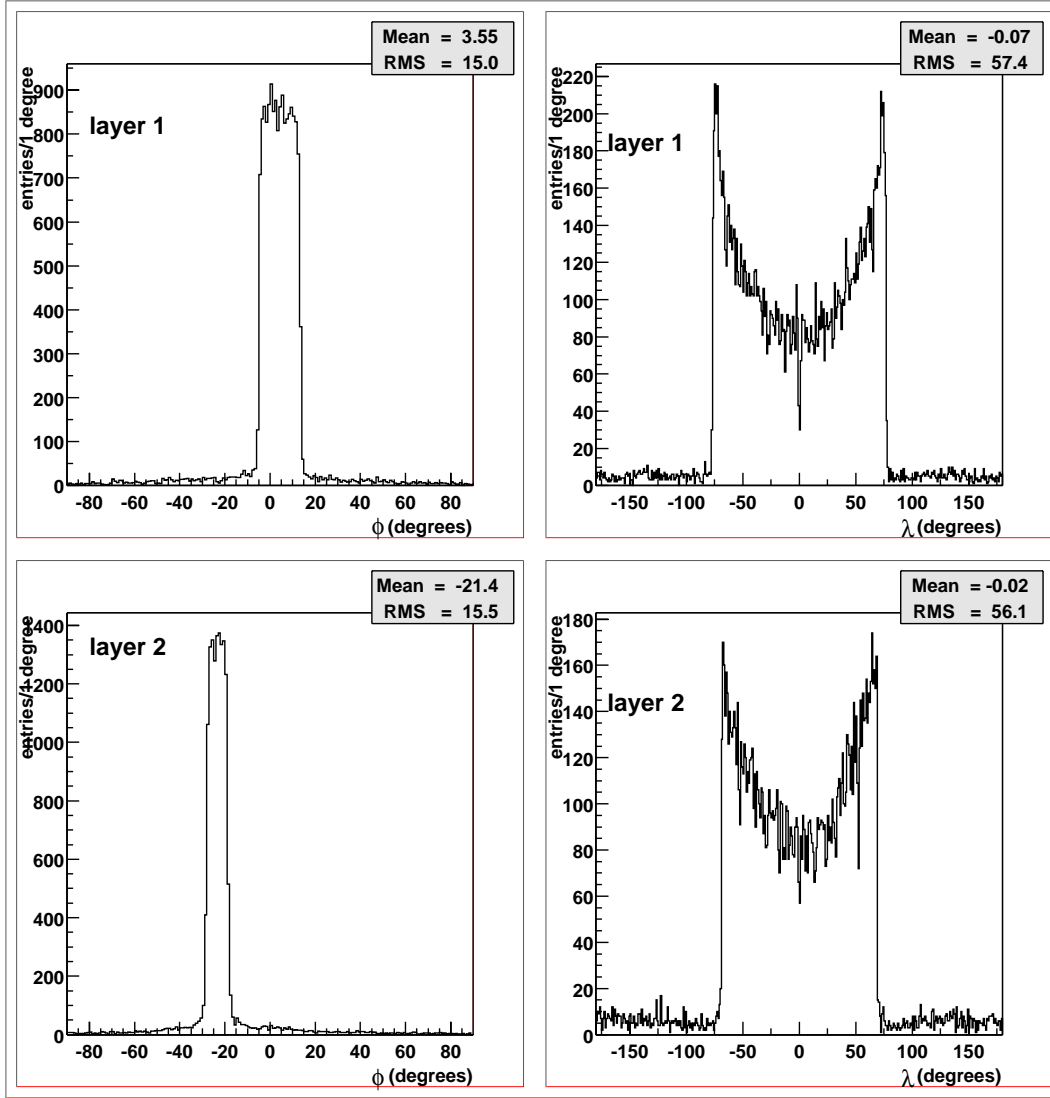 Mean = 3.55
RMS = 15.0
entries/1 degree
layer 1
900
800
700
600
500
400
300
200
100
0
-80 -60 -40 -20 0 20 40 60 80
ϕ (degrees)
Mean = -0.07
RMS = 57.4
entries/1 degree
layer 1
220
200
180
160
140
120
100
80
60
40
20
0
-150 -100 -50 0 50 100 150
λ (degrees)
Mean = -21.4
RMS = 15.5
entries/1 degree
layer 2
1400
1200
1000
800
600
400
200
0
-80 -60 -40 -20 0 20 40 60 80
ϕ (degrees)
Mean = -0.02
RMS = 56.1
entries/1 degree
layer 2
180
160
140
120
100
80
60
40
20
0
-150 -100 -50 0 50 100 150
λ (degrees)